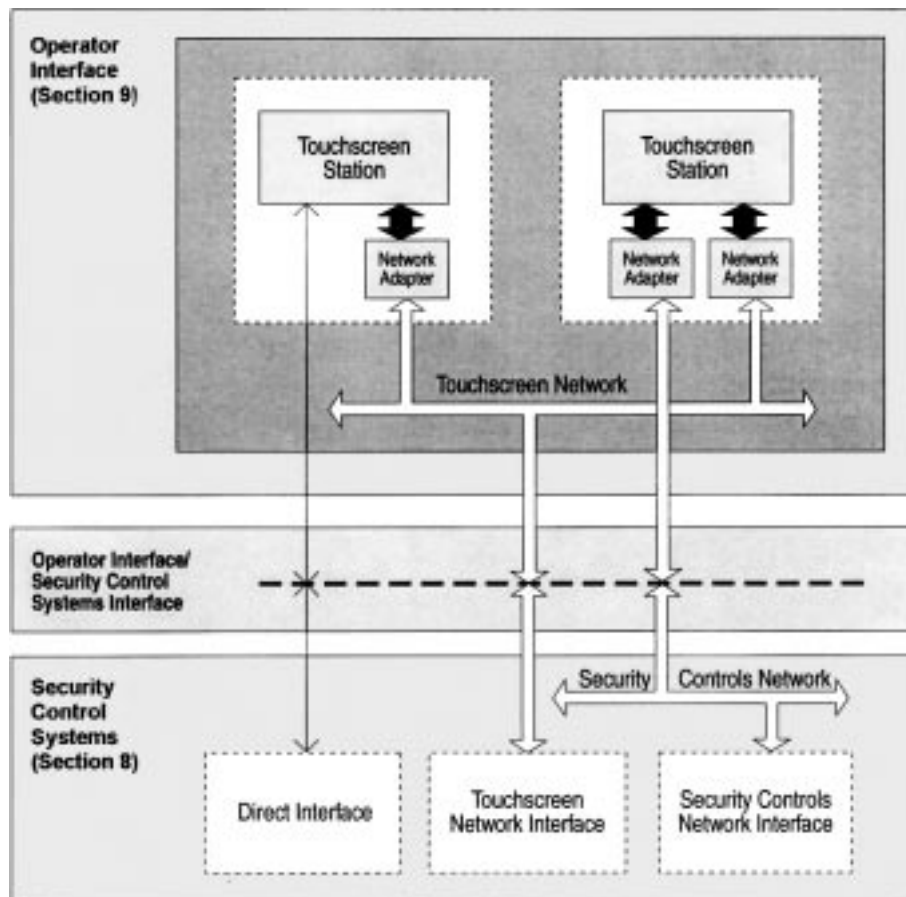 Operator
Interface
(Section 9)
Touchscreen
Station
Touchscreen
Station
Network
Adapter
Network
Adapter
Network
Adapter
Touchscreen Network
Operator Interface/
Security Control
Systems Interface
Security Controls Network
Security
Control
Systems
(Section 8)
Direct Interface
Touchscreen
Network Interface
Security Controls
Network Interface